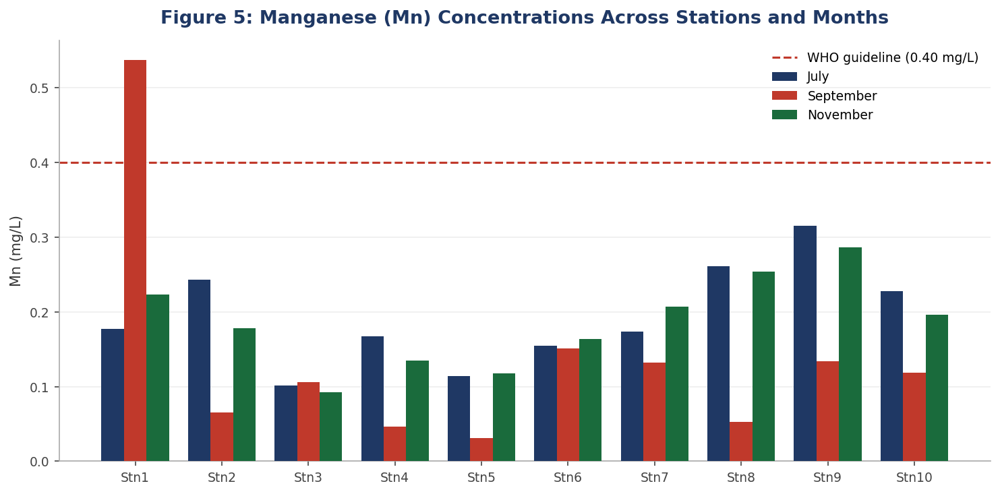 Figure 5: Manganese (Mn) Concentrations Across Stations and Months
WHO guideline (0.40 mg/L)
July
September
November
Mn (mg/L)
0.5
0.4
0.3
0.2
0.1
0.0
Stn1 Stn2 Stn3 Stn4 Stn5 Stn6 Stn7 Stn8 Stn9 Stn10